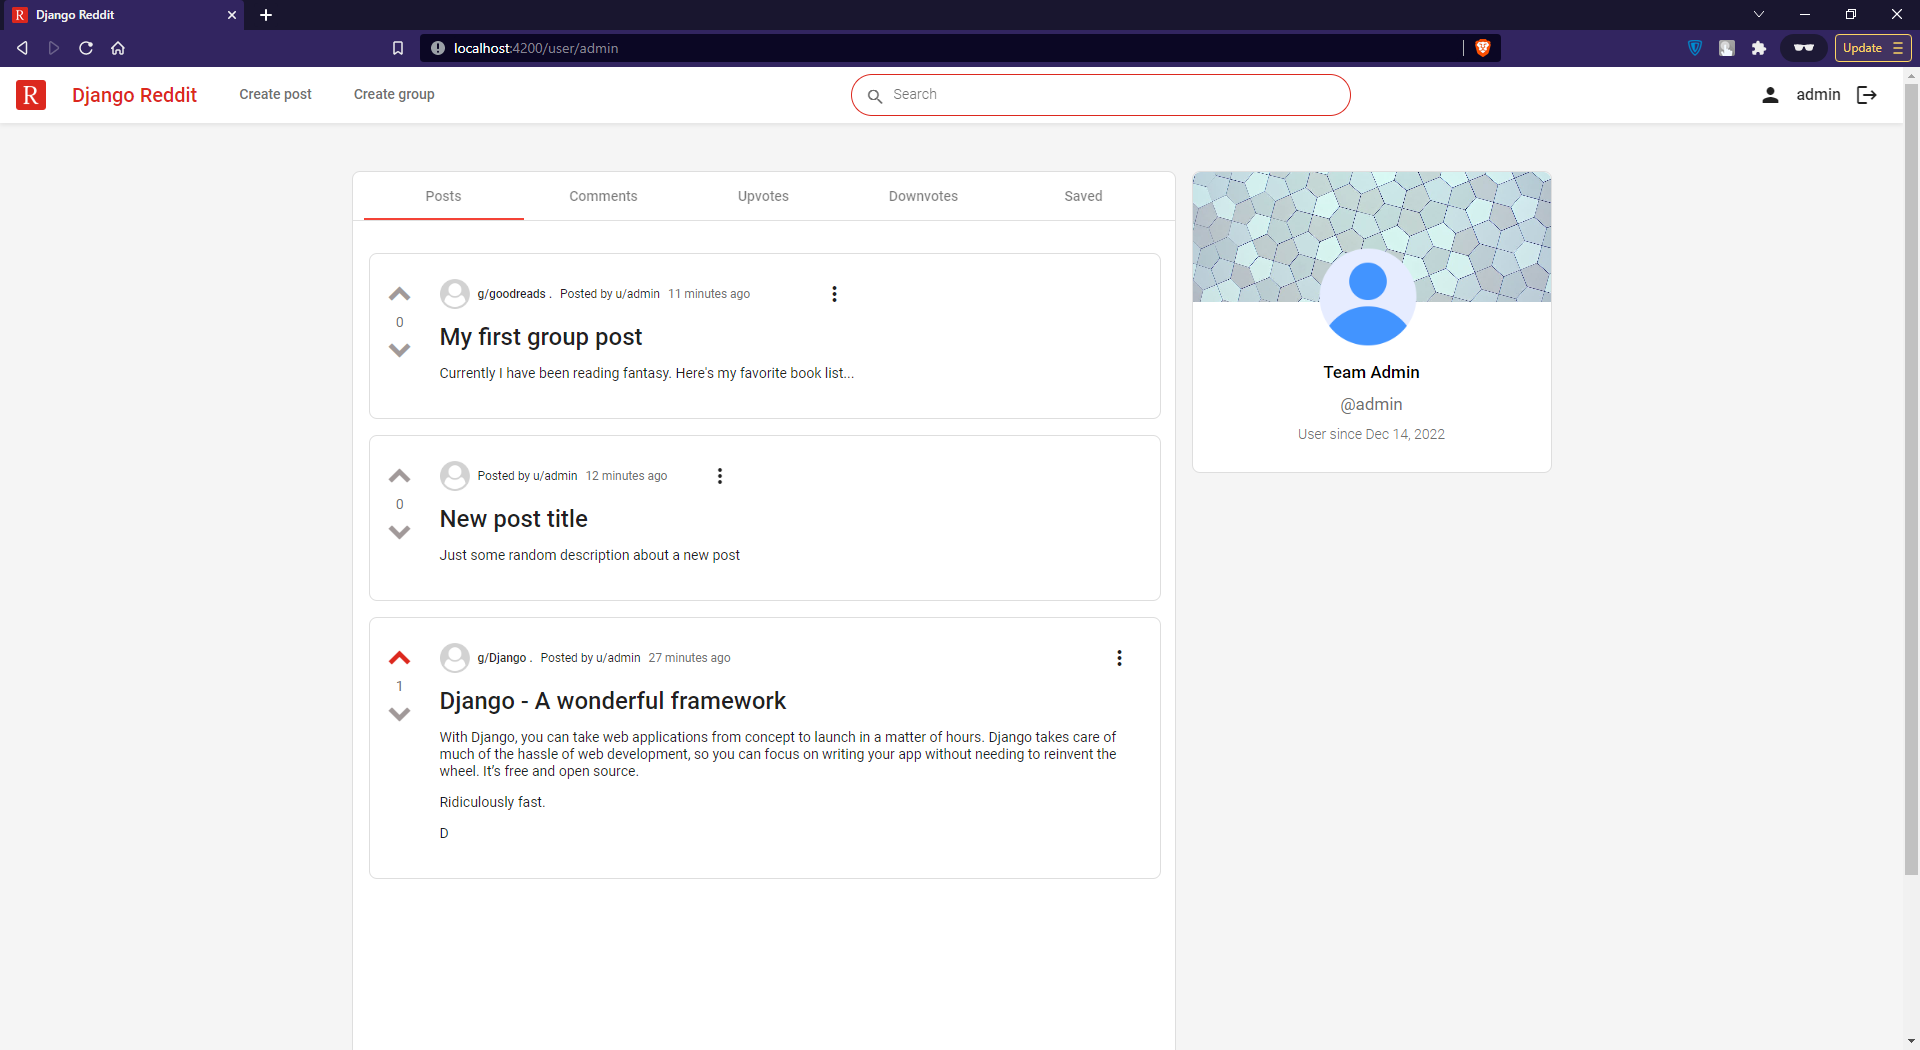 R Django Reddit
localhost:4200/user/admin
Update
R Django Reddit Create post Create group Search admin
Posts Comments Upvotes Downvotes Saved
g/goodreads . Posted by u/admin 11 minutes ago
0
My first group post
Currently I have been reading fantasy. Here's my favorite book list...
Posted by u/admin 12 minutes ago
0
New post title
Just some random description about a new post
g/Django . Posted by u/admin 27 minutes ago
1
Django - A wonderful framework
With Django, you can take web applications from concept to launch in a matter of hours. Django takes care of
much of the hassle of web development, so you can focus on writing your app without needing to reinvent the
wheel. It’s free and open source.
Ridiculously fast.
D
Team Admin
@admin
User since Dec 14, 2022